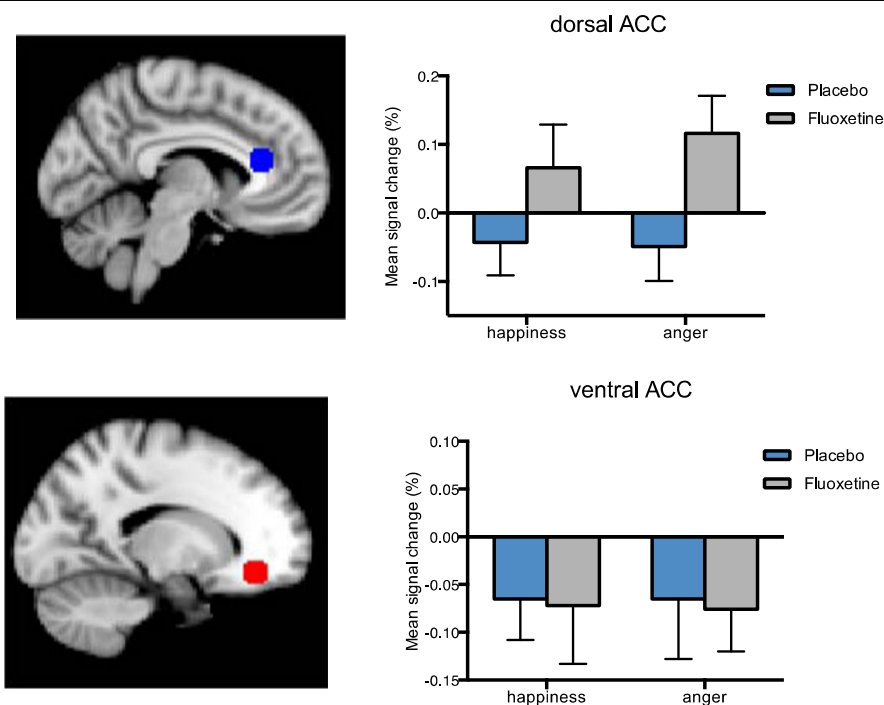 dorsal ACC
Mean signal change (%)
0.2
0.1
0.0
-0.1
Placebo
Fluoxetine
happiness anger
ventral ACC
Mean signal change (%)
0.10
0.05
0.00
-0.05
-0.10
-0.15
Placebo
Fluoxetine
happiness anger